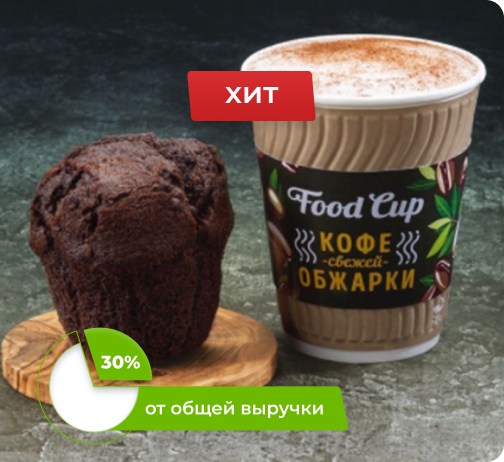 ХИТ
Food Cup
КОФЕ
-свежей-
ОБЖАРКИ
30%
от общей выручки